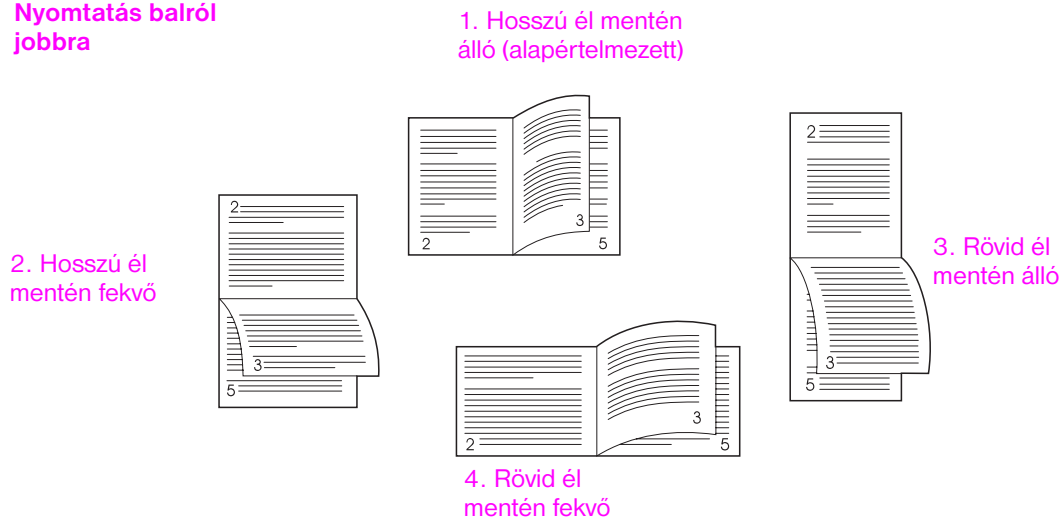 Nyomtatás balról
jobbra
1. Hosszú él mentén
álló (alapértelmezett)
2
3
5
2. Hosszú él
mentén fekvő
2
3
5
3. Rövid él
mentén álló
2
3
5
2
3
5
4. Rövid él
mentén fekvő